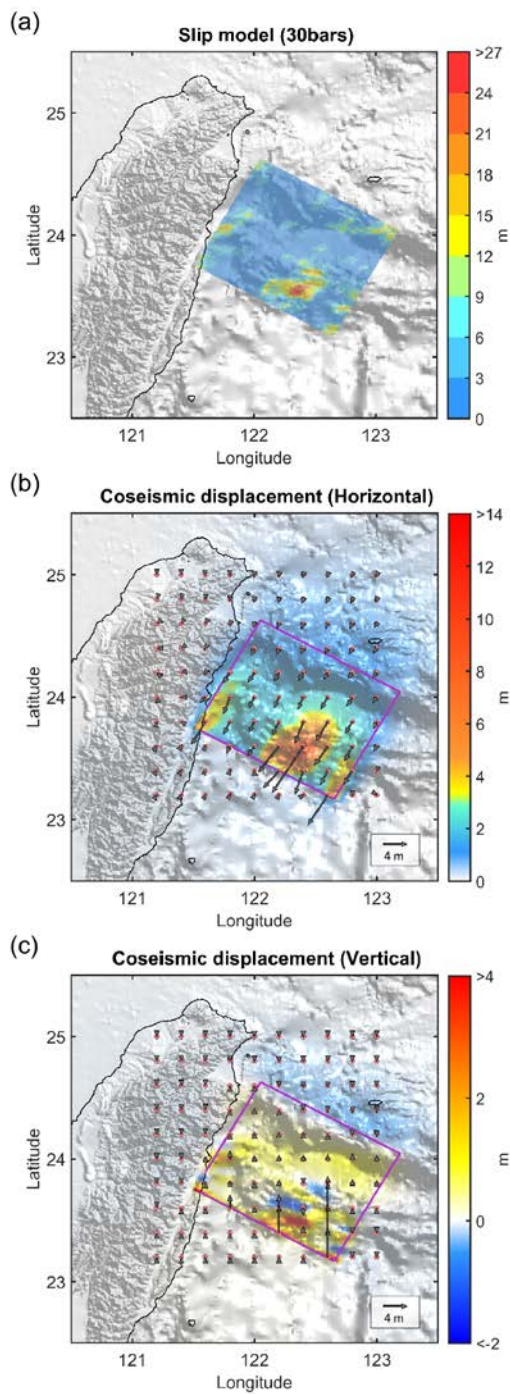 (a)
Slip model (30bars)
>27
24
21
18
15
12
9
6
3
0
m
25
24
23
Latitude
121
122
123
Longitude
(b)
Coseismic displacement (Horizontal)
>14
12
10
8
6
4
2
0
m
25
24
23
Latitude
4 m
121
122
123
Longitude
(c)
Coseismic displacement (Vertical)
>4
2
0
<-2
m
25
24
23
Latitude
4 m
121
122
123
Longitude